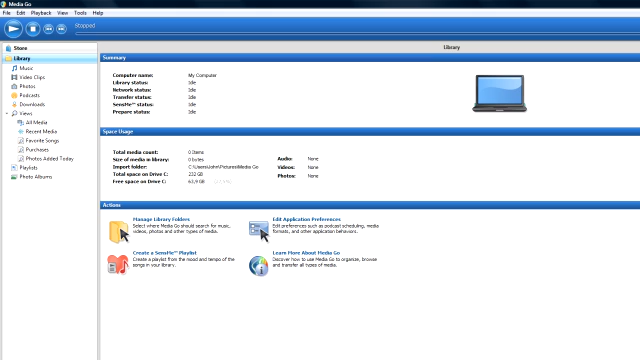 Media Go
File Edit Playback View Tools Help
Stopped
Store
Library
Music
Video Clips
Photos
Podcasts
Downloads
Views
All Media
Recent Media
Favorite Songs
Purchases
Photos Added Today
Playlists
Photo Albums
Library
Summary
Computer name: My Computer
Library status: Idle
Network status: Idle
Transfer status: Idle
SensMe™ status: Idle
Prepare status: Idle
Space Usage
Total media count: 0 Items
Size of media in library: 0 bytes
Import folder: C:\Users\John\Pictures\Media Go
Total space on Drive C: 232 GB
Free space on Drive C: 63,9 GB
Audio: None
Videos: None
Photos: None
Actions
Manage Library Folders
Select where Media Go should search for music,
videos, photos and other types of media.
Edit Application Preferences
Edit preferences such as podcast scheduling, media
formats, and other application behaviors.
Create a SensMe™ Playlist
Create a playlist from the mood and tempo of the
songs in your library.
Learn More About Media Go
Discover how to use Media Go to organize, browse
and transfer all types of media.